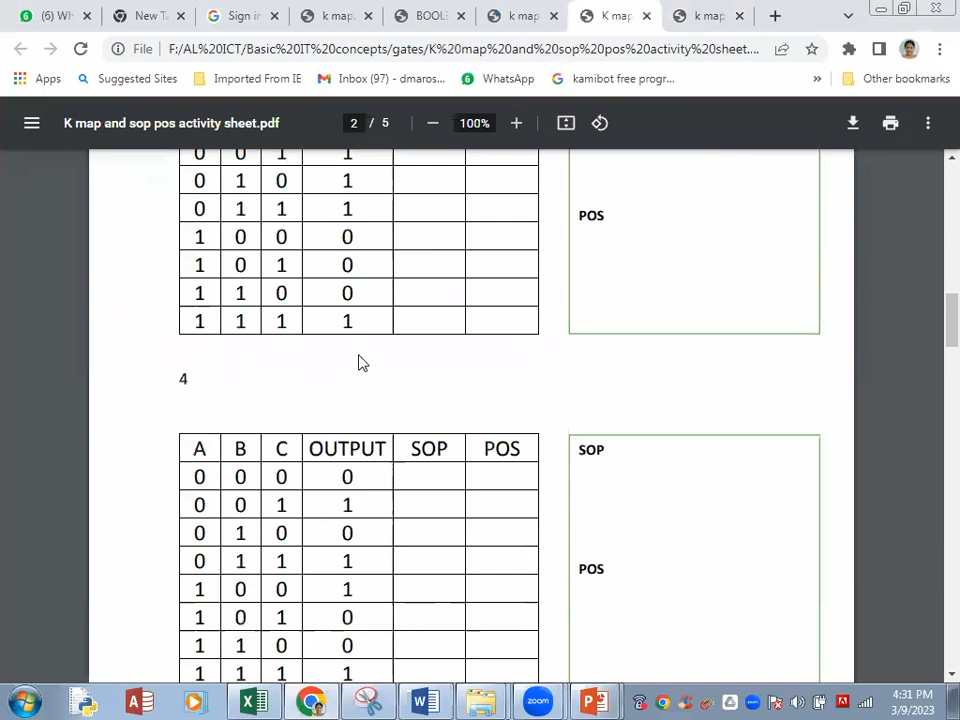 (6) Wh
New Ta
Sign in
k map.
BOOLE
k map
K map
k map
File F:/AL%20ICT/Basic%20IT%20concepts/gates/K%20map%20and%20sop%20pos%20activity%20sheet....
Apps Suggested Sites Imported From IE Inbox (97) - dmaros... WhatsApp kamibot free progr... » Other bookmarks
K map and sop pos activity sheet.pdf 2 / 5 100%
0 0 1 1
0 1 0 1
0 1 1 1
1 0 0 0
1 0 1 0
1 1 0 0
1 1 1 1
POS
4
A B C OUTPUT SOP POS
0 0 0 0
0 0 1 1
0 1 0 0
0 1 1 1
1 0 0 1
1 0 1 0
1 1 0 0
1 1 1 1
SOP
POS
zoom
4:31 PM
3/9/2023